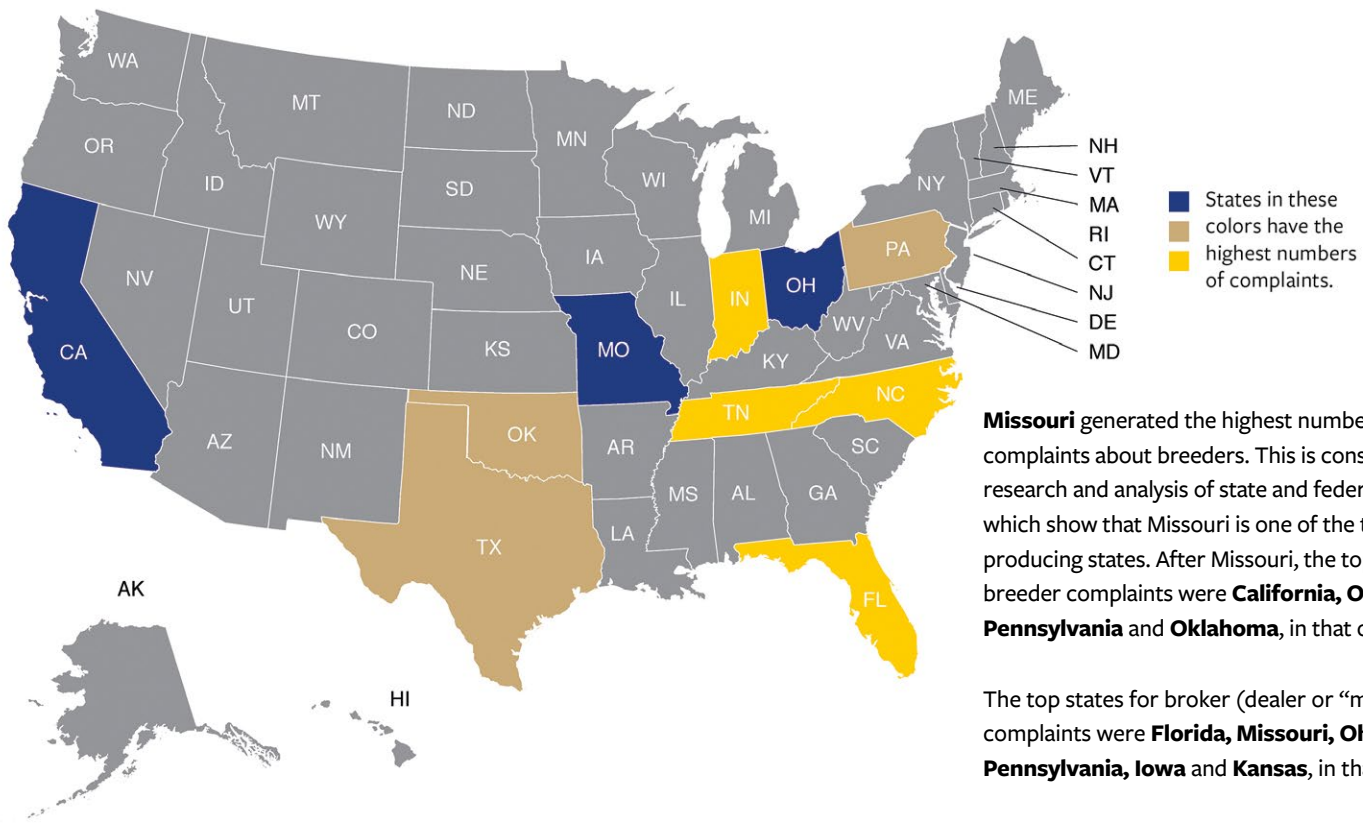 WA
MT
ND
MN
ME
OR
ID
SD
WI
NY
WY
MI
NH
VT
MA
RI
CT
NJ
DE
MD
States in these
colors have the
highest numbers
of complaints.
PA
NV
UT
CO
NE
IA
IL
IN
OH
WV
VA
CA
KS
MO
KY
NC
AZ
NM
OK
AR
TN
SC
TX
LA
MS
AL
GA
FL
AK
HI
Missouri generated the highest numbe
complaints about breeders. This is cons
research and analysis of state and feder
which show that Missouri is one of the t
producing states. After Missouri, the to
breeder complaints were California, O
Pennsylvania and Oklahoma, in that o
The top states for broker (dealer or “m
complaints were Florida, Missouri, Oh
Pennsylvania, Iowa and Kansas, in tha